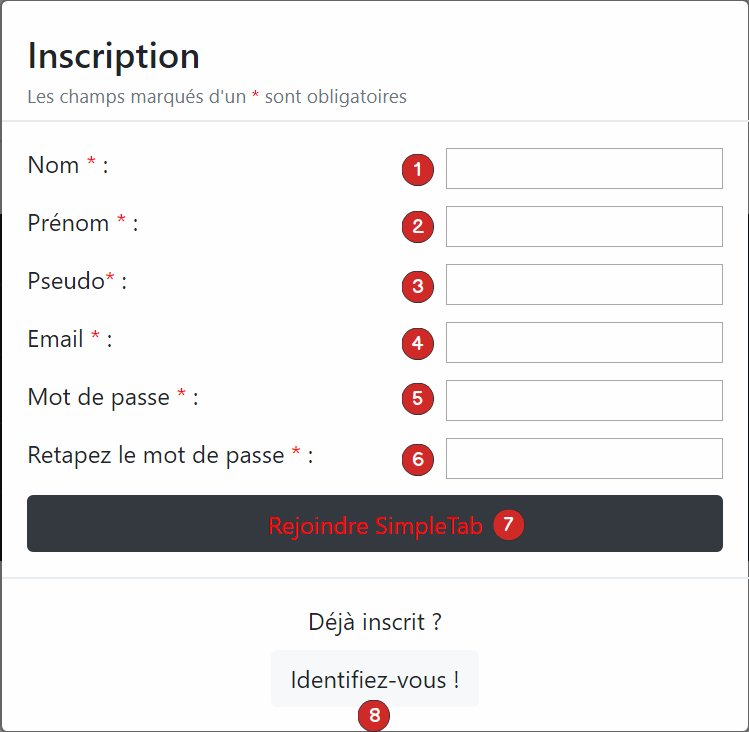 Inscription
Les champs marqués d'un * sont obligatoires
Nom * : 1
Prénom * : 2
Pseudo* : 3
Email * : 4
Mot de passe * : 5
Retapez le mot de passe * : 6
Rejoindre SimpleTab 7
Déjà inscrit ?
Identifiez-vous !
8